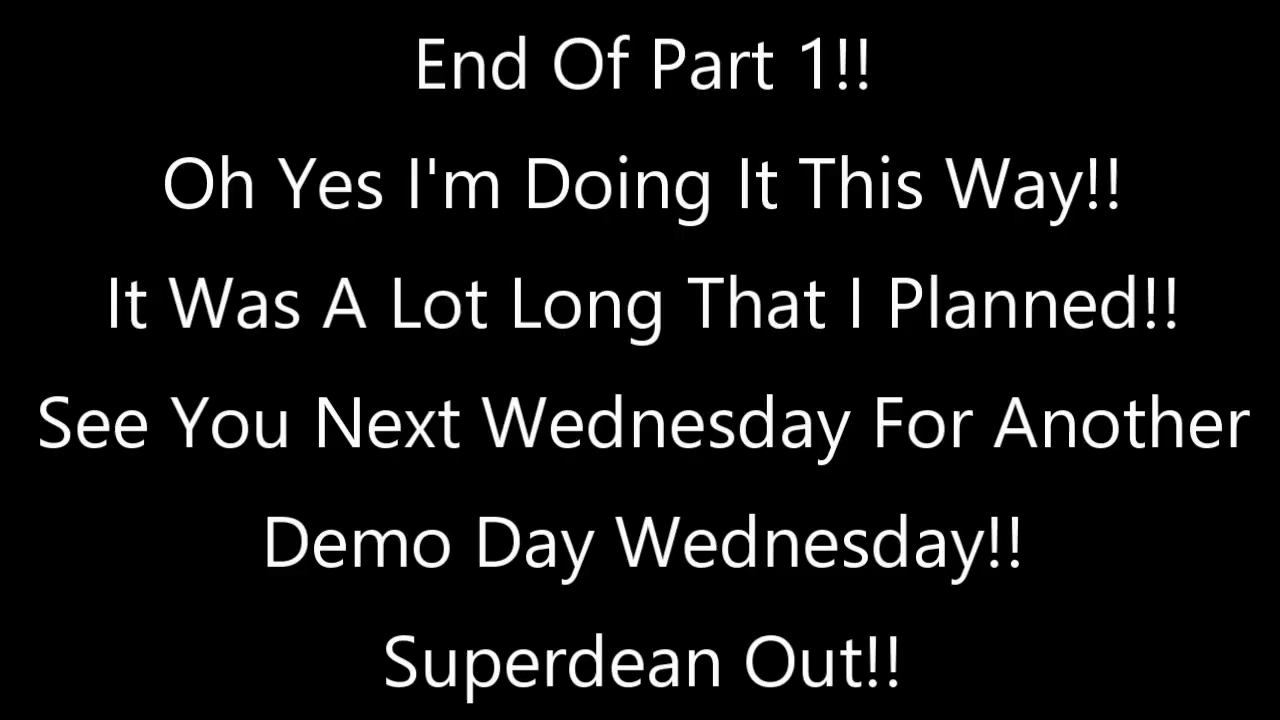 End Of Part 1!!
Oh Yes I'm Doing It This Way!!
It Was A Lot Long That I Planned!!
See You Next Wednesday For Another
Demo Day Wednesday!!
Superdean Out!!